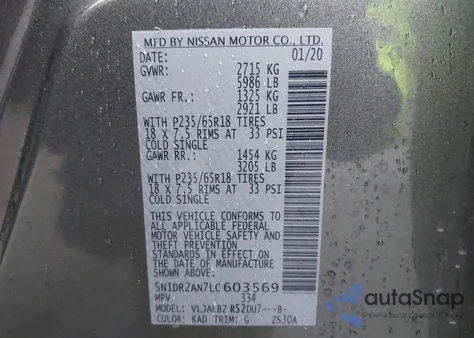 MFD BY NISSAN MOTOR CO., LTD.
DATE: 01/20
GVWR: 2715 KG
5986 LB
GAWR FR.: 1325 KG
2921 LB
WITH P235/65R18 TIRES
18 X 7.5 RIMS AT 33 PSI
COLD SINGLE
GAWR RR.: 1454 KG
3205 LB
WITH P235/65R18 TIRES
18 X 7.5 RIMS AT 33 PSI
COLD SINGLE
THIS VEHICLE CONFORMS TO
ALL APPLICABLE FEDERAL
MOTOR VEHICLE SAFETY AND
THEFT PREVENTION
STANDARDS IN EFFECT ON
THE DATE OF MANUFACTURE
SHOWN ABOVE.
5N1DR2AN7LC603569
MPV 334
MODEL: VLJALBZ R52DU7---B-
COLOR: KAD TRIM: G ZS30A
autoSnap